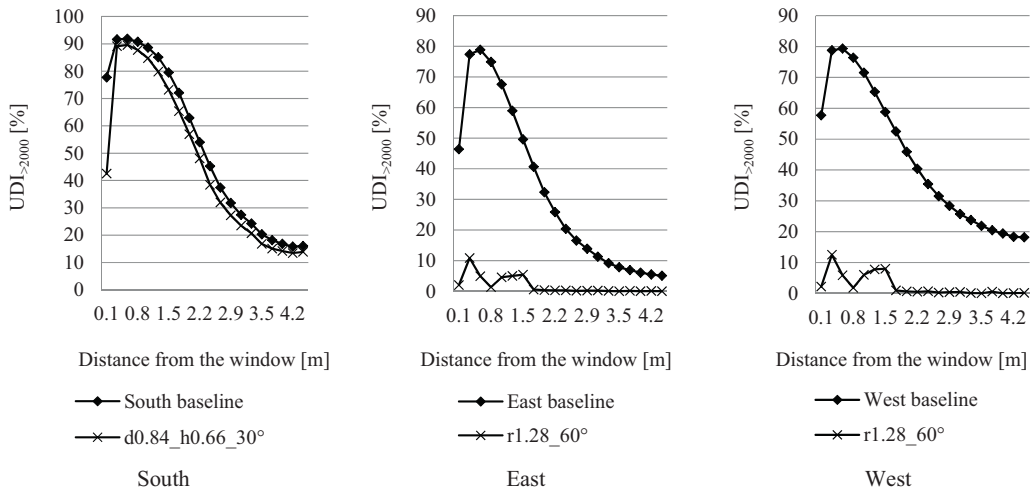 100
90
80
70
60
50
40
30
20
10
0
UDI>2000 [%]
0.1 0.8 1.5 2.2 2.9 3.5 4.2
Distance from the window [m]
South baseline
d0.84_h0.66_30°
South
90
80
70
60
50
40
30
20
10
0
UDI>2000 [%]
0.1 0.8 1.5 2.2 2.9 3.5 4.2
Distance from the window [m]
East baseline
r1.28_60°
East
90
80
70
60
50
40
30
20
10
0
UDI>2000 [%]
0.1 0.8 1.5 2.2 2.9 3.5 4.2
Distance from the window [m]
West baseline
r1.28_60°
West